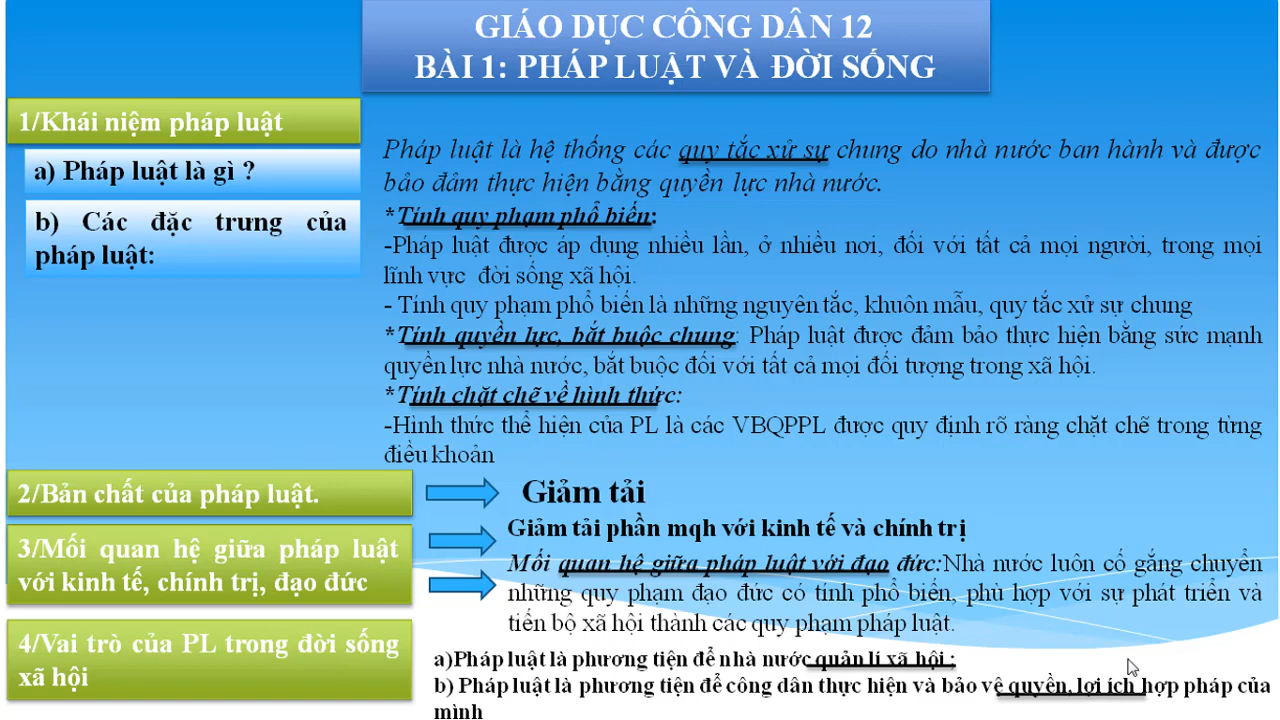 GIÁO DỤC CÔNG DÂN 12
BÀI 1: PHÁP LUẬT VÀ ĐỜI SỐNG
1/Khái niệm pháp luật
a) Pháp luật là gì ?
Pháp luật là hệ thống các quy tắc xử sự chung do nhà nước ban hành và được
bảo đảm thực hiện bằng quyền lực nhà nước.
b) Các đặc trưng của
pháp luật:
*Tính quy phạm phổ biến:
-Pháp luật được áp dụng nhiều lần, ở nhiều nơi, đối với tất cả mọi người, trong mọi
lĩnh vực đời sống xã hội.
- Tính quy phạm phổ biến là những nguyên tắc, khuôn mẫu, quy tắc xử sự chung
*Tính quyền lực, bắt buộc chung: Pháp luật được đảm bảo thực hiện bằng sức mạnh
quyền lực nhà nước, bắt buộc đối với tất cả mọi đối tượng trong xã hội.
*Tính chặt chẽ về hình thức:
-Hình thức thể hiện của PL là các VBQPPL được quy định rõ ràng chặt chẽ trong từng
điều khoản
2/Bản chất của pháp luật.
Giảm tải
3/Mối quan hệ giữa pháp luật
với kinh tế, chính trị, đạo đức
Giảm tải phần mqh với kinh tế và chính trị
Mối quan hệ giữa pháp luật với đạo đức:Nhà nước luôn cố gắng chuyển
những quy phạm đạo đức có tính phổ biến, phù hợp với sự phát triển và
tiến bộ xã hội thành các quy phạm pháp luật.
4/Vai trò của PL trong đời sống
xã hội
a)Pháp luật là phương tiện để nhà nước quản lí xã hội ;
b) Pháp luật là phương tiện để công dân thực hiện và bảo vệ quyền, lợi ích hợp pháp của
mình